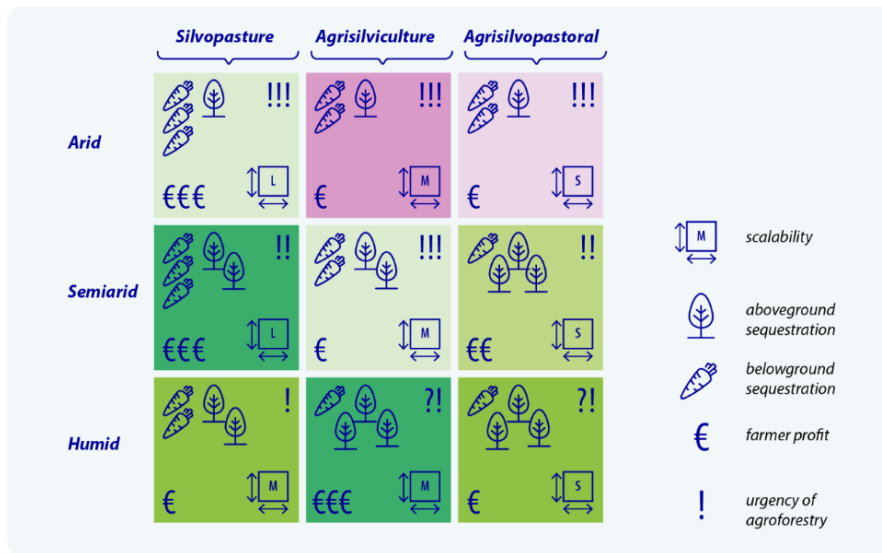 Silvopasture Agrisilviculture Agrisilvopastoral
Arid
!!! !!! !!!
L M S
€€€ € €
Semiarid
!! !!! !!
L M S
€€€ € €€
Humid
! ?! ?!
M M S
€ €€€ €
M scalability
aboveground
sequestration
belowground
sequestration
€ farmer profit
! urgency of
agroforestry